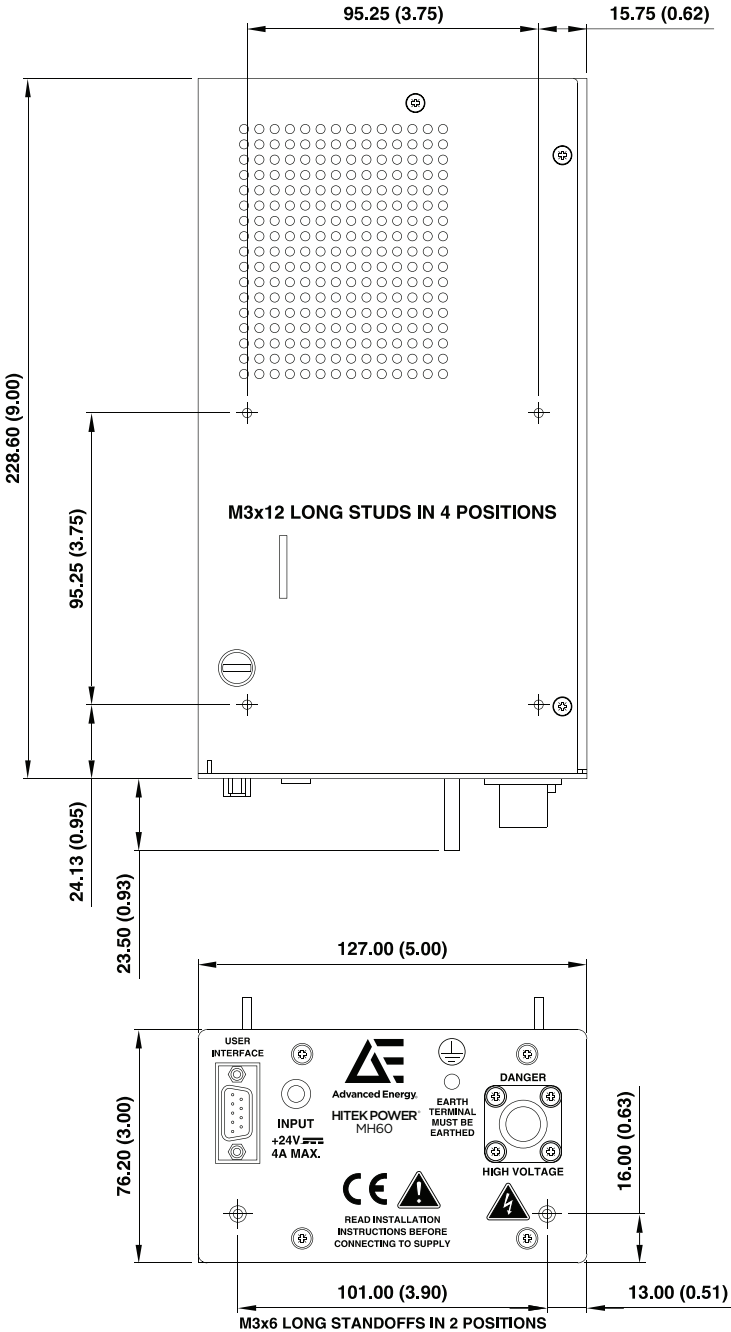 95.25 (3.75)
15.75 (0.62)
228.60 (9.00)
M3x12 LONG STUDS IN 4 POSITIONS
95.25 (3.75)
24.13 (0.95)
23.50 (0.93)
127.00 (5.00)
USER
INTERFACE
INPUT
+24V
4A MAX.
Advanced Energy.
HITEK POWER®
MH60
EARTH
TERMINAL
MUST BE
EARTHED
DANGER
HIGH VOLTAGE
CE
READ INSTALLATION
INSTRUCTIONS BEFORE
CONNECTING TO SUPPLY
76.20 (3.00)
16.00 (0.63)
101.00 (3.90)
13.00 (0.51)
M3x6 LONG STANDOFFS IN 2 POSITIONS